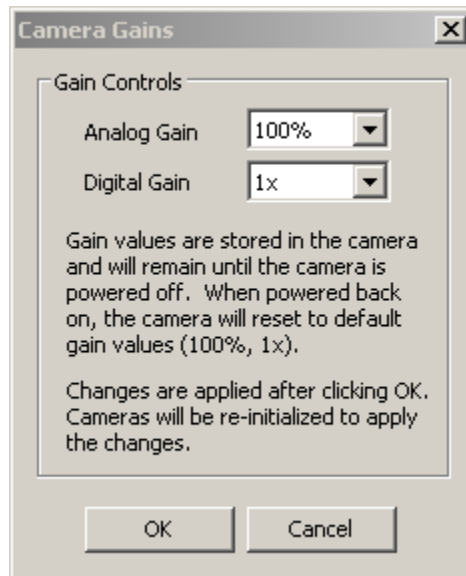 Camera Gains
Gain Controls
Analog Gain 100%
Digital Gain 1x
Gain values are stored in the camera
and will remain until the camera is
powered off.  When powered back
on, the camera will reset to default
gain values (100%, 1x).
Changes are applied after clicking OK.
Cameras will be re-initialized to apply
the changes.
OK Cancel